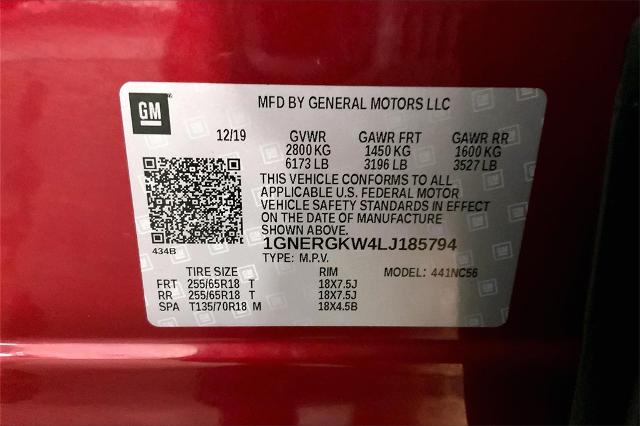 GM
MFD BY GENERAL MOTORS LLC
12/19 GVWR GAWR FRT GAWR RR
2800 KG 1450 KG 1600 KG
6173 LB 3196 LB 3527 LB
THIS VEHICLE CONFORMS TO ALL
APPLICABLE U.S. FEDERAL MOTOR
VEHICLE SAFETY STANDARDS IN EFFECT
ON THE DATE OF MANUFACTURE
SHOWN ABOVE.
434B
1GNERGKW4LJ185794
TYPE: M.P.V.
TIRE SIZE RIM MODEL: 441NC56
FRT 255/65R18 T 18X7.5J
RR 255/65R18 T 18X7.5J
SPA T135/70R18 M 18X4.5B